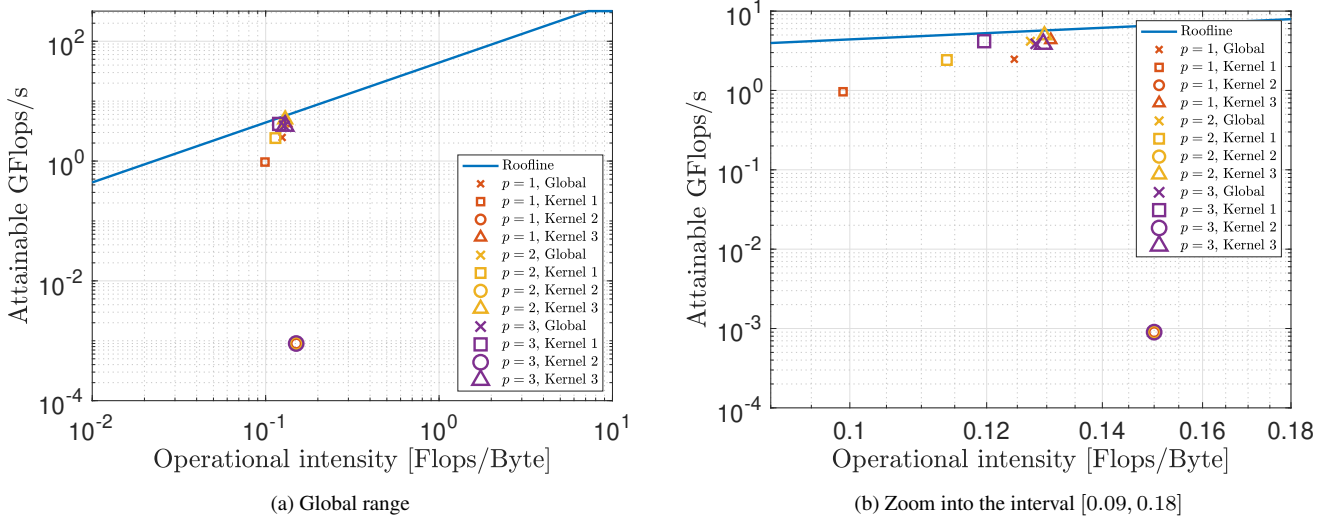 Attainable GFlops/s
10^2
10^0
10^-2
10^-4
10^-2
10^-1
10^0
10^1
Operational intensity [Flops/Byte]
Roofline
p = 1, Global
p = 1, Kernel 1
p = 1, Kernel 2
p = 1, Kernel 3
p = 2, Global
p = 2, Kernel 1
p = 2, Kernel 2
p = 2, Kernel 3
p = 3, Global
p = 3, Kernel 1
p = 3, Kernel 2
p = 3, Kernel 3
(a) Global range
Attainable GFlops/s
10^1
10^0
10^-1
10^-2
10^-3
10^-4
0.1
0.12
0.14
0.16
0.18
Operational intensity [Flops/Byte]
Roofline
p = 1, Global
p = 1, Kernel 1
p = 1, Kernel 2
p = 1, Kernel 3
p = 2, Global
p = 2, Kernel 1
p = 2, Kernel 2
p = 2, Kernel 3
p = 3, Global
p = 3, Kernel 1
p = 3, Kernel 2
p = 3, Kernel 3
(b) Zoom into the interval [0.09, 0.18]